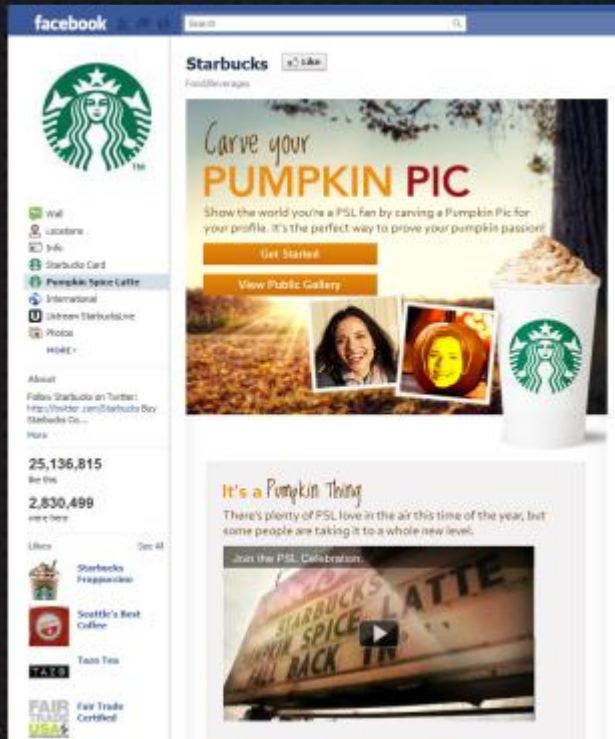 facebook
Search
Starbucks
Like
Food/Beverages
Carve your
PUMPKIN PIC
Show the world you're a PSL fan by carving a Pumpkin Pic for
your profile. It's the perfect way to prove your pumpkin passion!
Get Started
View Public Gallery
TM
Wall
Locations
Info
Starbucks Card
Pumpkin Spice Latte
International
Ustream StarbucksLive
Photos
MORE
About
Follow Starbucks on Twitter:
http://twitter.com/Starbucks Buy
Starbucks Co....
More
25,136,815
like this
2,830,499
were here
Likes
See All
Starbucks
Frappuccino
Seattle's Best
Coffee
TAZO
Tazo Tea
FAIR
TRADE
USA
Fair Trade
Certified
It's a Pumpkin Thing
There's plenty of PSL love in the air this time of the year, but
some people are taking it to a whole new level.
Join the PSL Celebration.
STARBUCKS
PUMPKIN SPICE LATTE
FALL BACK IN...